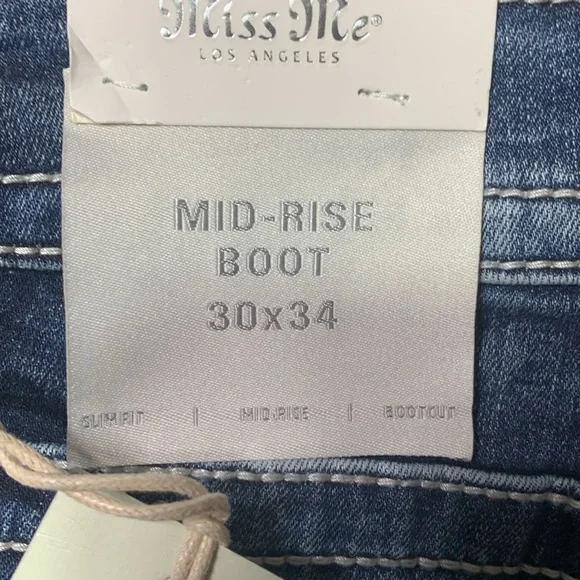 Miss Me®
LOS ANGELES
MID-RISE
BOOT
30x34
SLIM FIT | MID RISE | BOOTCUT